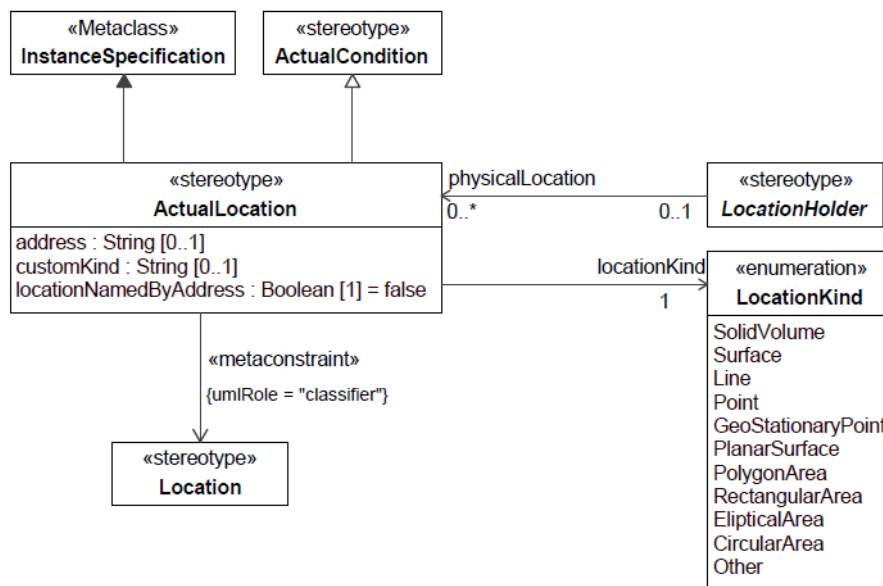 «Metaclass»
InstanceSpecification
«stereotype»
ActualCondition
«stereotype»
ActualLocation
address : String [0..1]
customKind : String [0..1]
locationNamedByAddress : Boolean [1] = false
physicalLocation
0..*
0..1
«stereotype»
LocationHolder
locationKind
1
«enumeration»
LocationKind
SolidVolume
Surface
Line
Point
GeoStationaryPoint
PlanarSurface
PolygonArea
RectangularArea
ElipticalArea
CircularArea
Other
«metaconstraint»
{umlRole = "classifier"}
«stereotype»
Location